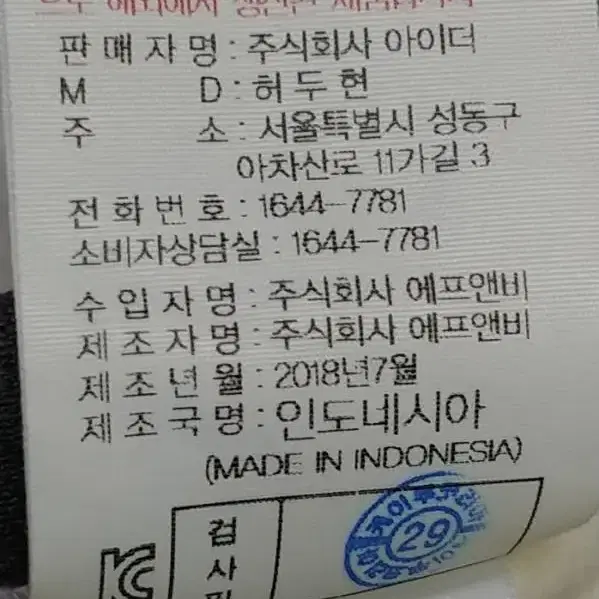 판 매 자 명 : 주식회사 아이더
M D : 허 두 현
주 소 : 서울특별시 성동구
아차산로 11가길 3
전 화 번 호 : 1644-7781
소비자상담실 : 1644-7781
수 입 자 명 : 주식회사 에프앤비
제 조 자 명 : 주식회사 에프앤비
제 조 년 월 : 2018년7월
제 조 국 명 : 인도네시아
(MADE IN INDONESIA)
검
사
29